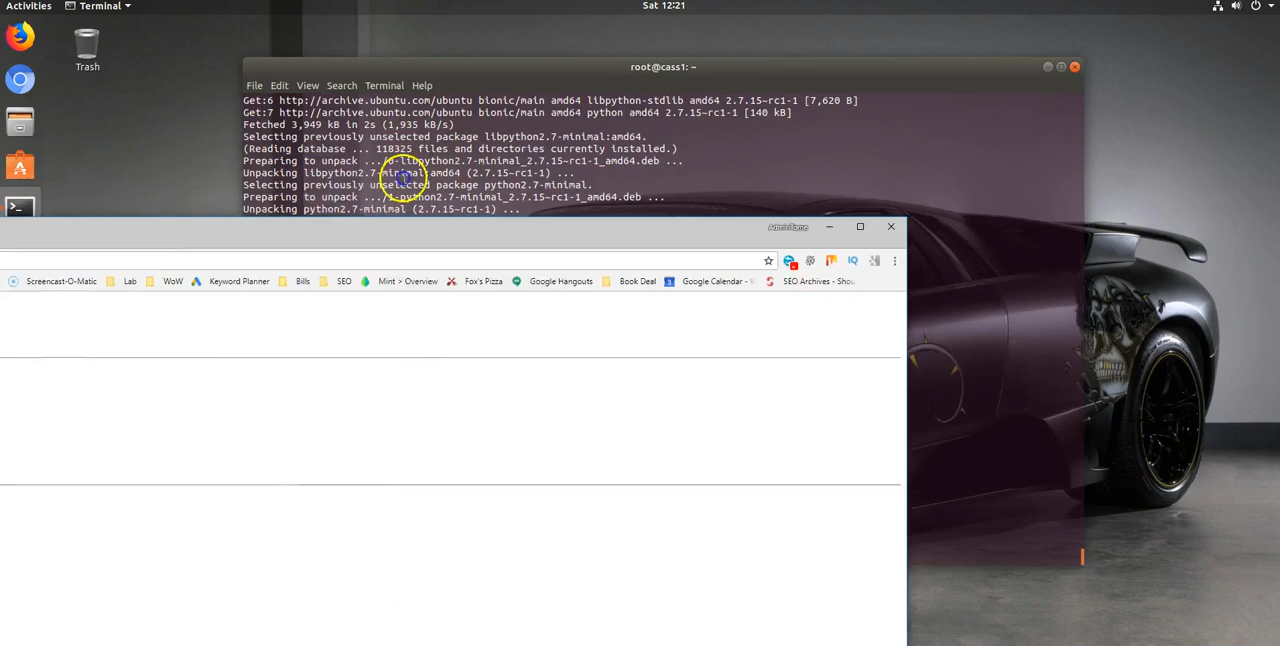 Activities
Terminal
Sat 12:21
Trash
root@cass1: ~
File Edit View Search Terminal Help
Get:6 http://archive.ubuntu.com/ubuntu bionic/main amd64 libpython-stdlib amd64 2.7.15~rc1-1 [7,620 B]
Get:7 http://archive.ubuntu.com/ubuntu bionic/main amd64 python amd64 2.7.15~rc1-1 [140 kB]
Fetched 3,949 kB in 2s (1,935 kB/s)
Selecting previously unselected package libpython2.7-minimal:amd64.
(Reading database ... 118325 files and directories currently installed.)
Preparing to unpack .../0-libpython2.7-minimal_2.7.15~rc1-1_amd64.deb ...
Unpacking libpython2.7-minimal:amd64 (2.7.15~rc1-1) ...
Selecting previously unselected package python2.7-minimal.
Preparing to unpack .../1-python2.7-minimal_2.7.15~rc1-1_amd64.deb ...
Unpacking python2.7-minimal (2.7.15~rc1-1) ...
AdminTome
Screencast-O-Matic Lab WoW Keyword Planner Bills SEO Mint > Overview Fox's Pizza Google Hangouts Book Deal Google Calendar - SEO Archives - Shou